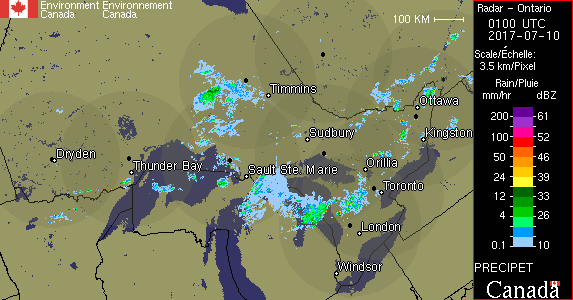 Environment Environnement
Canada Canada
100 KM
Timmins
Ottawa
Sudbury
Kingston
Dryden
Thunder Bay
Sault Ste. Marie
Orillia
Toronto
London
Windsor
Radar - Ontario
0100 UTC
2017-07-10
Scale/Échelle:
3.5 km/Pixel
Rain/Pluie
mm/hr dBZ
200 61
100 52
50 46
24 39
12 33
4 26
0.1 10
PRECIPET
Canada